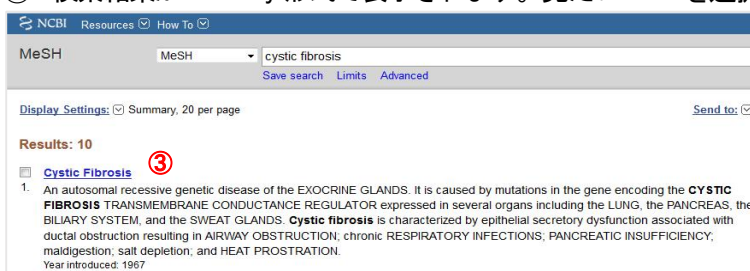 NCBI Resources How To
MeSH MeSH cystic fibrosis
Save search Limits Advanced
Display Settings: Summary, 20 per page Send to:
Results: 10
Cystic Fibrosis ③
1. An autosomal recessive genetic disease of the EXOCRINE GLANDS. It is caused by mutations in the gene encoding the CYSTIC
FIBROSIS TRANSMEMBRANE CONDUCTANCE REGULATOR expressed in several organs including the LUNG, the PANCREAS, the
BILIARY SYSTEM, and the SWEAT GLANDS. Cystic fibrosis is characterized by epithelial secretory dysfunction associated with
ductal obstruction resulting in AIRWAY OBSTRUCTION; chronic RESPIRATORY INFECTIONS; PANCREATIC INSUFFICIENCY;
maldigestion; salt depletion; and HEAT PROSTRATION.
Year introduced: 1967